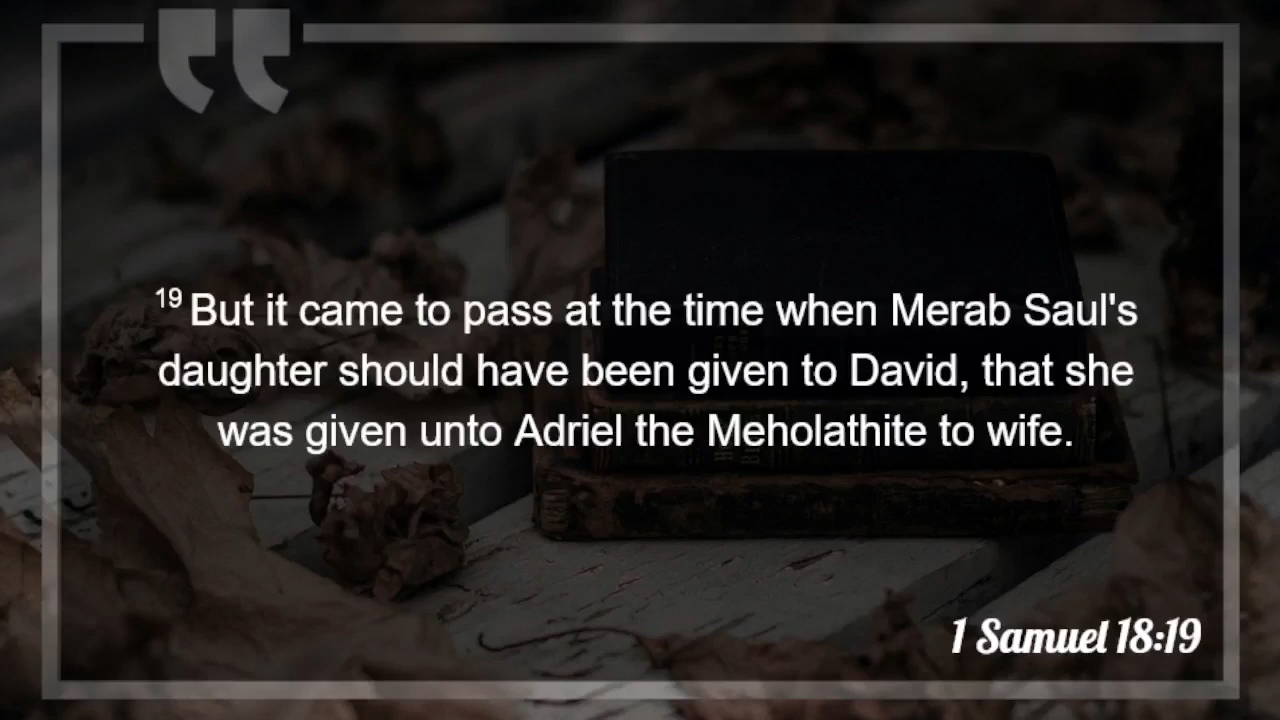 19 But it came to pass at the time when Merab Saul's
daughter should have been given to David, that she
was given unto Adriel the Meholathite to wife.
1 Samuel 18:19